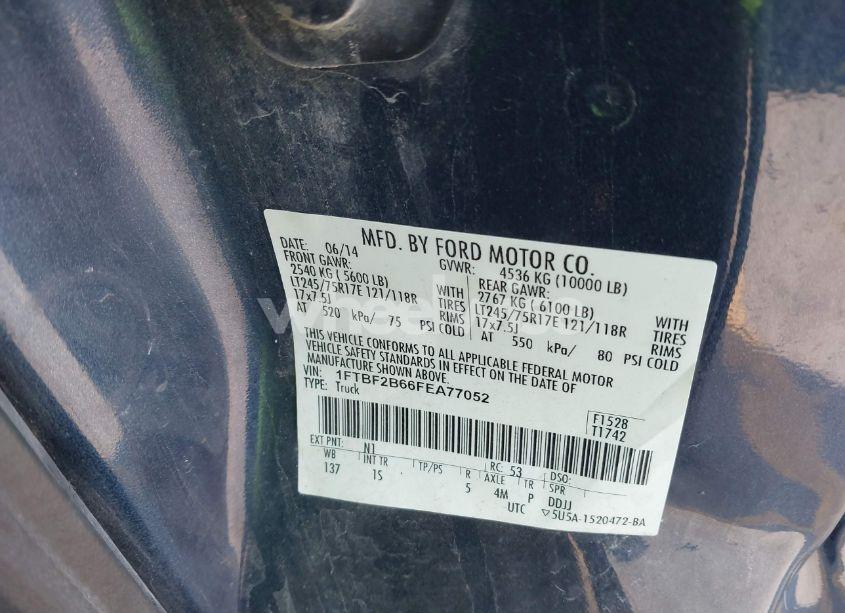 MFD. BY FORD MOTOR CO.
DATE: 06/14 GVWR: 4536 KG (10000 LB)
FRONT GAWR: REAR GAWR:
2540 KG ( 5600 LB) WITH 2767 KG ( 6100 LB) WITH
LT245/75R17E 121/118R TIRES LT245/75R17E 121/118R TIRES
17x7.5J RIMS 17x7.5J RIMS
AT 520 kPa/ 75 PSI COLD AT 550 kPa/ 80 PSI COLD
THIS VEHICLE CONFORMS TO ALL APPLICABLE FEDERAL MOTOR
VEHICLE SAFETY STANDARDS IN EFFECT ON THE DATE OF
MANUFACTURE SHOWN ABOVE.
VIN: 1FTBF2B66FEA77052
TYPE: Truck
F1528
T1742
EXT PNT: N1 RC: 53 DSO:
WB INT TR TP/PS R AXLE TR SPR
137 1S 5 4M P DDJJ
UTC ▽5U5A-1520472-BA